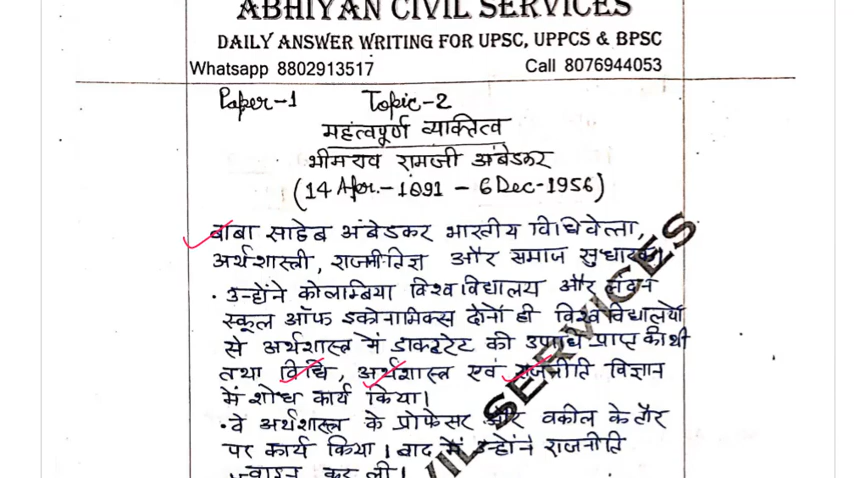 ABHIYAN CIVIL SERVICES
DAILY ANSWER WRITING FOR UPSC, UPPCS & BPSC
Whatsapp 8802913517 Call 8076944053
Paper-1 Topic-2
महत्वपूर्ण व्यक्तित्व
भीमराव रामजी अंबेडकर
(14 Apr.-1891 - 6 Dec-1956)
बाबा साहेब अंबेडकर भारतीय विधिवेत्ता,
अर्थशास्त्री, राजनीतिज्ञ और समाज सुधारक
• उन्होंने कोलाम्बिया विश्वविद्यालय और लंदन
स्कूल ऑफ इकोनामिक्स दोनों ही विश्वविद्यालयों
से अर्थशास्त्र में डाक्टरेट की उपाधि प्राप्त की थी
तथा विधि, अर्थशास्त्र एवं राजनीति विज्ञान
में शोध कार्य किया।
• वे अर्थशास्त्र के प्रोफेसर और वकील के तौर
पर कार्य किया। बाद में उन्होंने राजनीति
VIL SERVICES